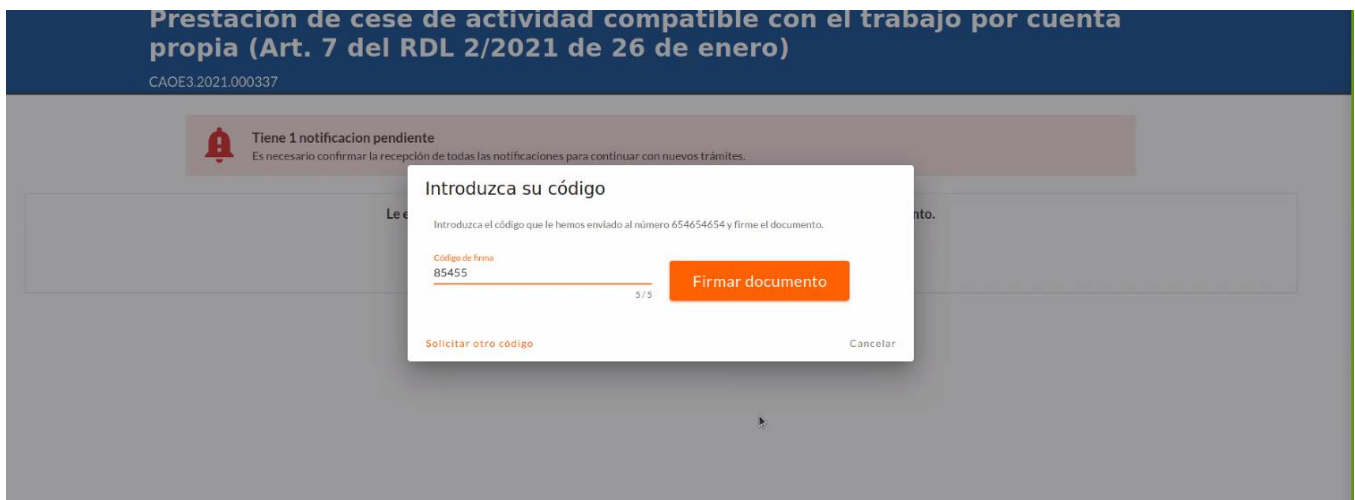 Prestación de cese de actividad compatible con el trabajo por cuenta
propia (Art. 7 del RDL 2/2021 de 26 de enero)
CAOE3.2021.000337
Tiene 1 notificacion pendiente
Es necesario confirmar la recepción de todas las notificaciones para continuar con nuevos trámites.
Introduzca su código
Le e
nto.
Introduzca el código que le hemos enviado al número 654654654 y firme el documento.
Código de firma
85455
5 / 5
Firmar documento
Solicitar otro código
Cancelar